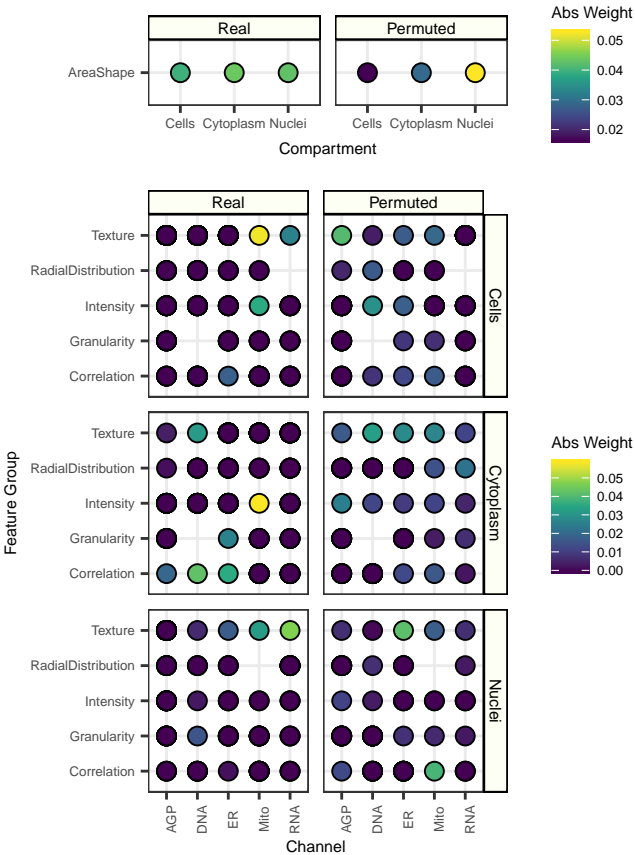 Real
Permuted
AreaShape
Cells
Cytoplasm
Nuclei
Cells
Cytoplasm
Nuclei
Compartment
Abs Weight
0.05
0.04
0.03
0.02
Real
Permuted
Feature Group
Texture
RadialDistribution
Intensity
Granularity
Correlation
Cells
Texture
RadialDistribution
Intensity
Granularity
Correlation
Cytoplasm
Texture
RadialDistribution
Intensity
Granularity
Correlation
Nuclei
AGP
DNA
ER
Mito
RNA
AGP
DNA
ER
Mito
RNA
Channel
Abs Weight
0.05
0.04
0.03
0.02
0.01
0.00